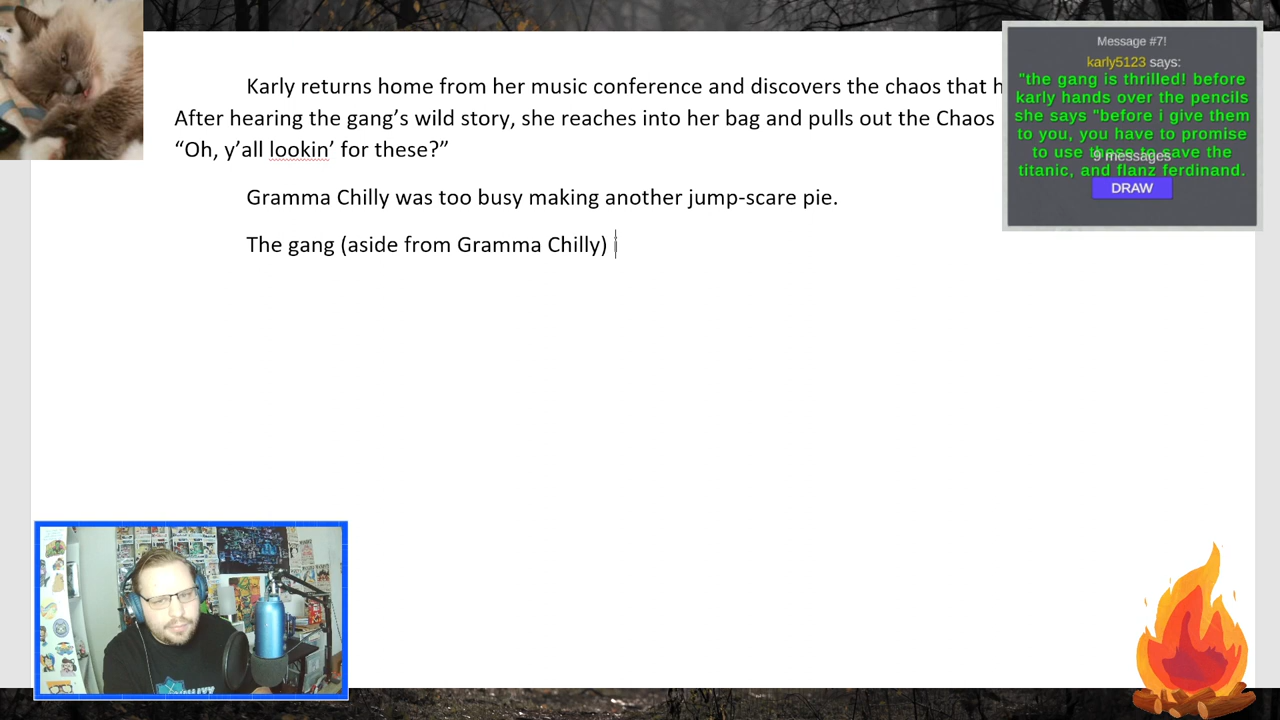 Karly returns home from her music conference and discovers the chaos that
After hearing the gang’s wild story, she reaches into her bag and pulls out the Chaos
“Oh, y’all lookin’ for these?”
Gramma Chilly was too busy making another jump-scare pie.
The gang (aside from Gramma Chilly)
Message #7!
karly5123 says:
"the gang is thrilled! before
karly hands over the pencils
she says "before i give them
to you, you have to promise
to use these to save the
9 messages
titanic, and flanz ferdinand.
DRAW